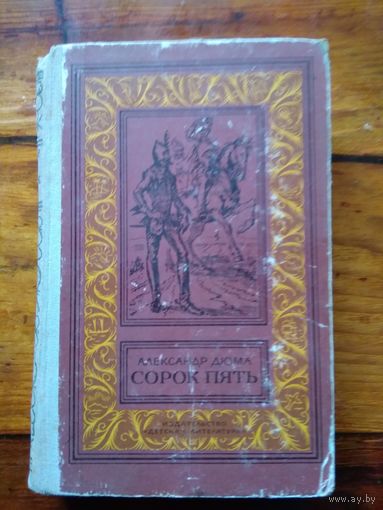 АЛЕКСАНДР ДЮМА
СОРОК ПЯТЬ
ИЗДАТЕЛЬСТВО
«ДЕТСКАЯ ЛИТЕРАТУРА»
www.ay.by